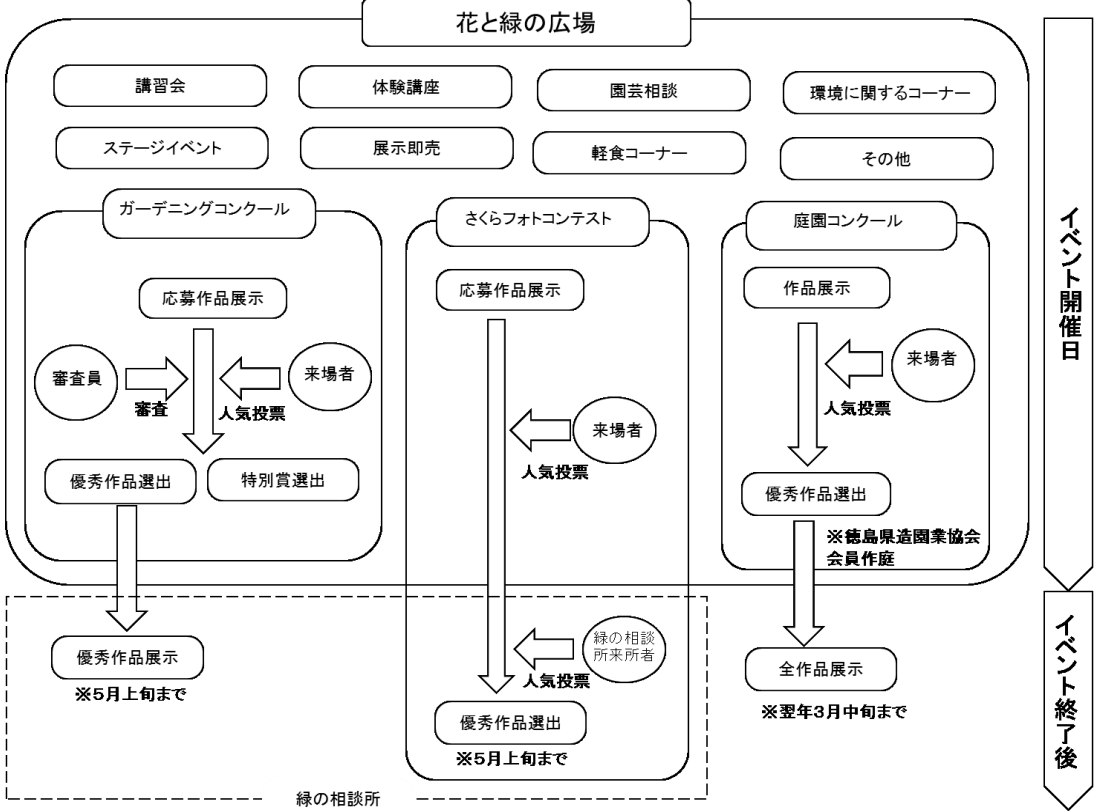 花と緑の広場
講習会
体験講座
園芸相談
環境に関するコーナー
ステージイベント
展示即売
軽食コーナー
その他
ガーデニングコンクール
応募作品展示
審査員
審査
来場者
人気投票
優秀作品選出
特別賞選出
優秀作品展示
※5月上旬まで
さくらフォトコンテスト
応募作品展示
来場者
人気投票
緑の相談
所来所者
人気投票
優秀作品選出
※5月上旬まで
庭園コンクール
作品展示
来場者
人気投票
優秀作品選出
※徳島県造園業協会
会員作庭
全作品展示
※翌年3月中旬まで
緑の相談所
イベント開催日
イベント終了後